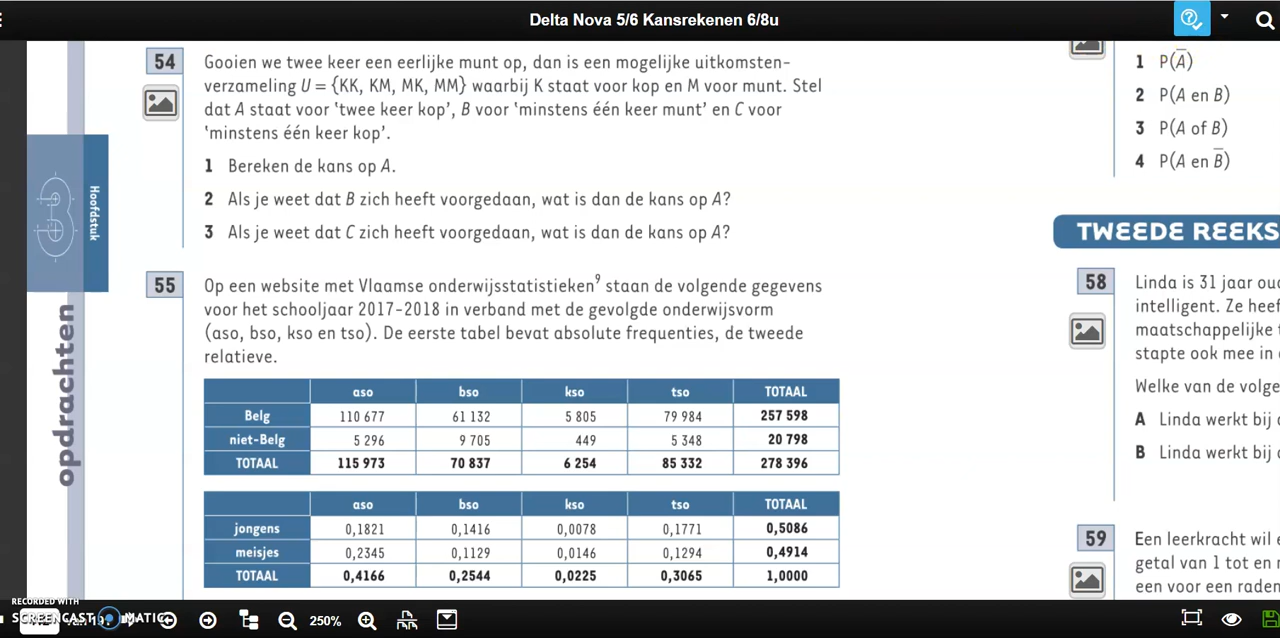 Delta Nova 5/6 Kansrekenen 6/8u
Hoofdstuk
3
opdrachten
54
Gooien we twee keer een eerlijke munt op, dan is een mogelijke uitkomsten-
verzameling U = {KK, KM, MK, MM} waarbij K staat voor kop en M voor munt. Stel
dat A staat voor 'twee keer kop', B voor 'minstens één keer munt' en C voor
'minstens één keer kop'.
1 Bereken de kans op A.
2 Als je weet dat B zich heeft voorgedaan, wat is dan de kans op A?
3 Als je weet dat C zich heeft voorgedaan, wat is dan de kans op A?
55
Op een website met Vlaamse onderwijsstatistieken⁹ staan de volgende gegevens
voor het schooljaar 2017-2018 in verband met de gevolgde onderwijsvorm
(aso, bso, kso en tso). De eerste tabel bevat absolute frequenties, de tweede
relatieve.
aso bso kso tso TOTAAL
Belg 110 677 61 132 5 805 79 984 257 598
niet-Belg 5 296 9 705 449 5 348 20 798
TOTAAL 115 973 70 837 6 254 85 332 278 396
aso bso kso tso TOTAAL
jongens 0,1821 0,1416 0,0078 0,1771 0,5086
meisjes 0,2345 0,1129 0,0146 0,1294 0,4914
TOTAAL 0,4166 0,2544 0,0225 0,3065 1,0000
1 P(A̅)
2 P(A en B)
3 P(A of B)
4 P(A en B̅)
TWEEDE REEKS
58
Linda is 31 jaar
intelligent. Ze
maatschappelijke
stapte ook mee in
Welke van de
A Linda werkt bij
B Linda werkt bij
59
Een leerkracht wil
getal van 1 tot en
een voor een
RECORDED WITH
SCREENCAST MATIC
250%